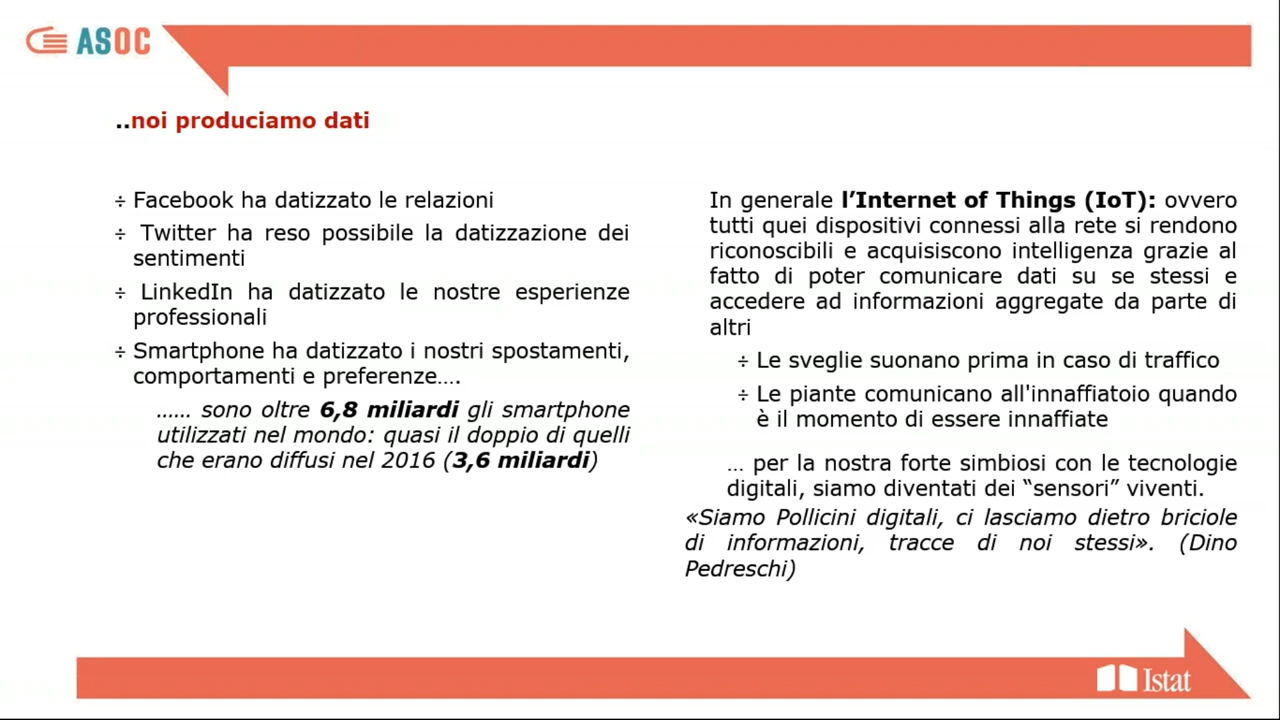 ASOC
..noi produciamo dati
÷ Facebook ha datizzato le relazioni
÷ Twitter ha reso possibile la datizzazione dei
sentimenti
÷ LinkedIn ha datizzato le nostre esperienze
professionali
÷ Smartphone ha datizzato i nostri spostamenti,
comportamenti e preferenze….
…… sono oltre 6,8 miliardi gli smartphone
utilizzati nel mondo: quasi il doppio di quelli
che erano diffusi nel 2016 (3,6 miliardi)
In generale l’Internet of Things (IoT): ovvero
tutti quei dispositivi connessi alla rete si rendono
riconoscibili e acquisiscono intelligenza grazie al
fatto di poter comunicare dati su se stessi e
accedere ad informazioni aggregate da parte di
altri
÷ Le sveglie suonano prima in caso di traffico
÷ Le piante comunicano all'innaffiatoio quando
è il momento di essere innaffiate
… per la nostra forte simbiosi con le tecnologie
digitali, siamo diventati dei “sensori” viventi.
«Siamo Pollicini digitali, ci lasciamo dietro briciole
di informazioni, tracce di noi stessi». (Dino
Pedreschi)
Istat